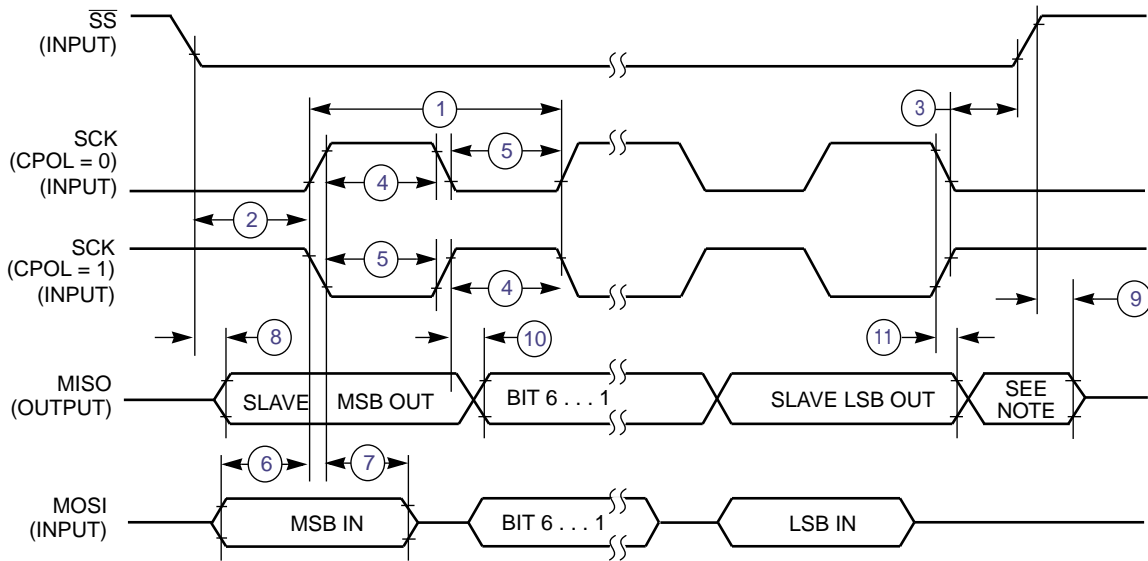 SS
(INPUT)
1
3
SCK
(CPOL = 0)
(INPUT)
5
4
2
SCK
(CPOL = 1)
(INPUT)
5
4
9
8
10
11
MISO
(OUTPUT)
SLAVE
MSB OUT
BIT 6 . . . 1
SLAVE LSB OUT
SEE
NOTE
6
7
MOSI
(INPUT)
MSB IN
BIT 6 . . . 1
LSB IN